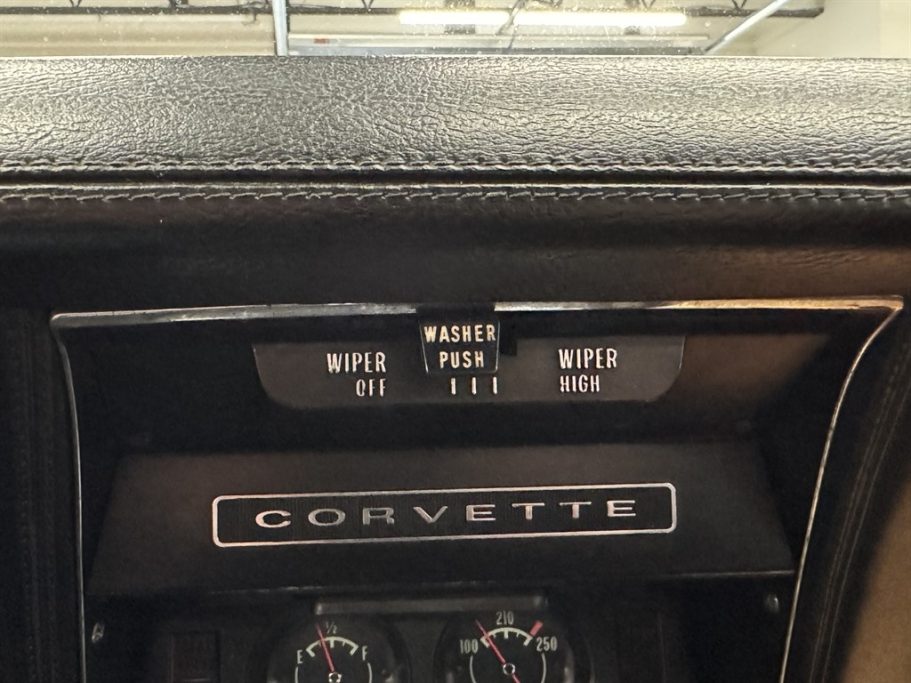 WASHER
PUSH
WIPER
OFF
WIPER
HIGH
CORVETTE
E ½ F
100 210 250